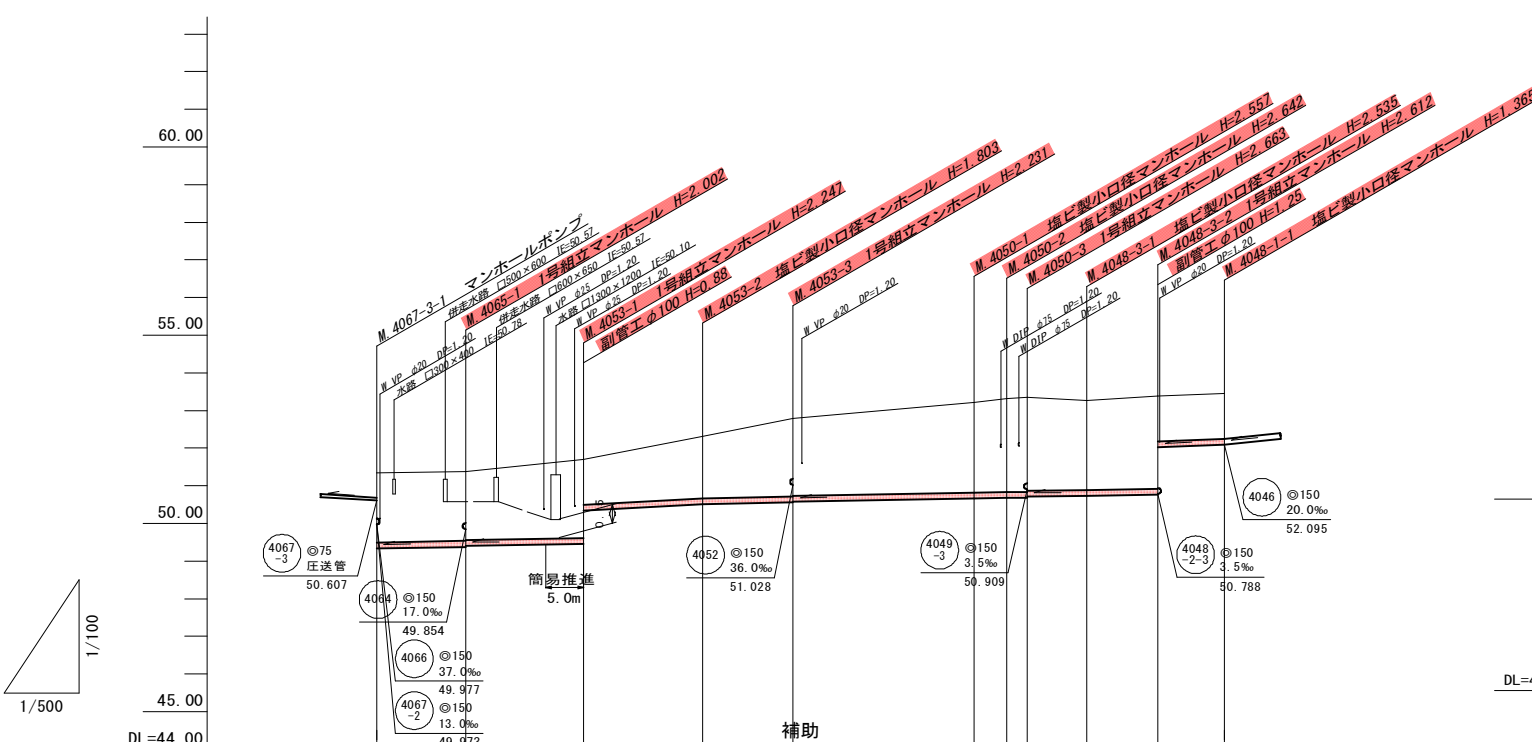 60.00
55.00
50.00
45.00
DL=44.00
1/100
1/500
M.4067-3-1 マンホールポンプ
W VP φ20 DP=1.20
水路 □300×400 IF=50.78
併走水路 □500×600 IF=50.57
M.4065-1 1号組立マンホール H=2.002
併走水路 □600×650 IF=50.57
W VP φ25 DP=1.20
水路 □1300×1200 IF=50.10
W VP φ25 DP=1.20
M.4053-1 1号組立マンホール H=2.247
副管工φ100 H=0.88
M.4053-2 塩ビ製小口径マンホール H=1.803
M.4053-3 1号組立マンホール H=2.231
W VP φ20 DP=1.20
M.4050-1 塩ビ製小口径マンホール H=2.557
M.4050-2 塩ビ製小口径マンホール H=2.642
M.4050-3 1号組立マンホール H=2.663
W DIP φ75 DP=1.20
W DIP φ75 DP=1.20
M.4048-3-1 塩ビ製小口径マンホール H=2.535
M.4048-3-2 1号組立マンホール H=2.612
副管工φ100 H=1.25
W VP φ20 DP=1.20
M.4048-1-1 塩ビ製小口径マンホール H=1.365
4067
-3
◎75
圧送管
50.607
4064
◎150
17.0‰
49.854
4066
◎150
37.0‰
49.977
4067
-2
◎150
13.0‰
49.973
簡易推進
5.0m
4052
◎150
36.0‰
51.028
4049
-3
◎150
3.5‰
50.909
4048
-2-3
◎150
3.5‰
50.788
4046
◎150
20.0‰
52.095
補助